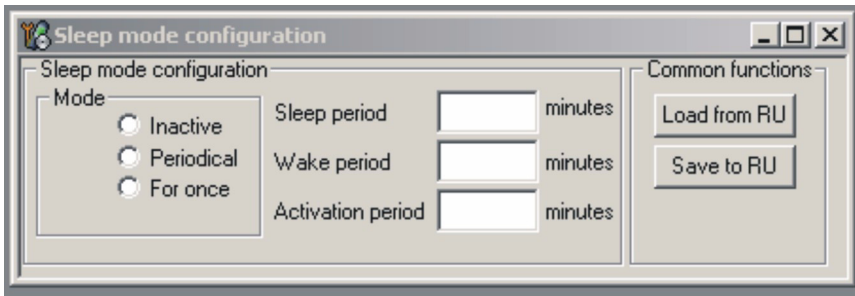 Sleep mode configuration
Sleep mode configuration
Common functions
Mode
Inactive
Periodical
For once
Sleep period minutes
Wake period minutes
Activation period minutes
Load from RU
Save to RU